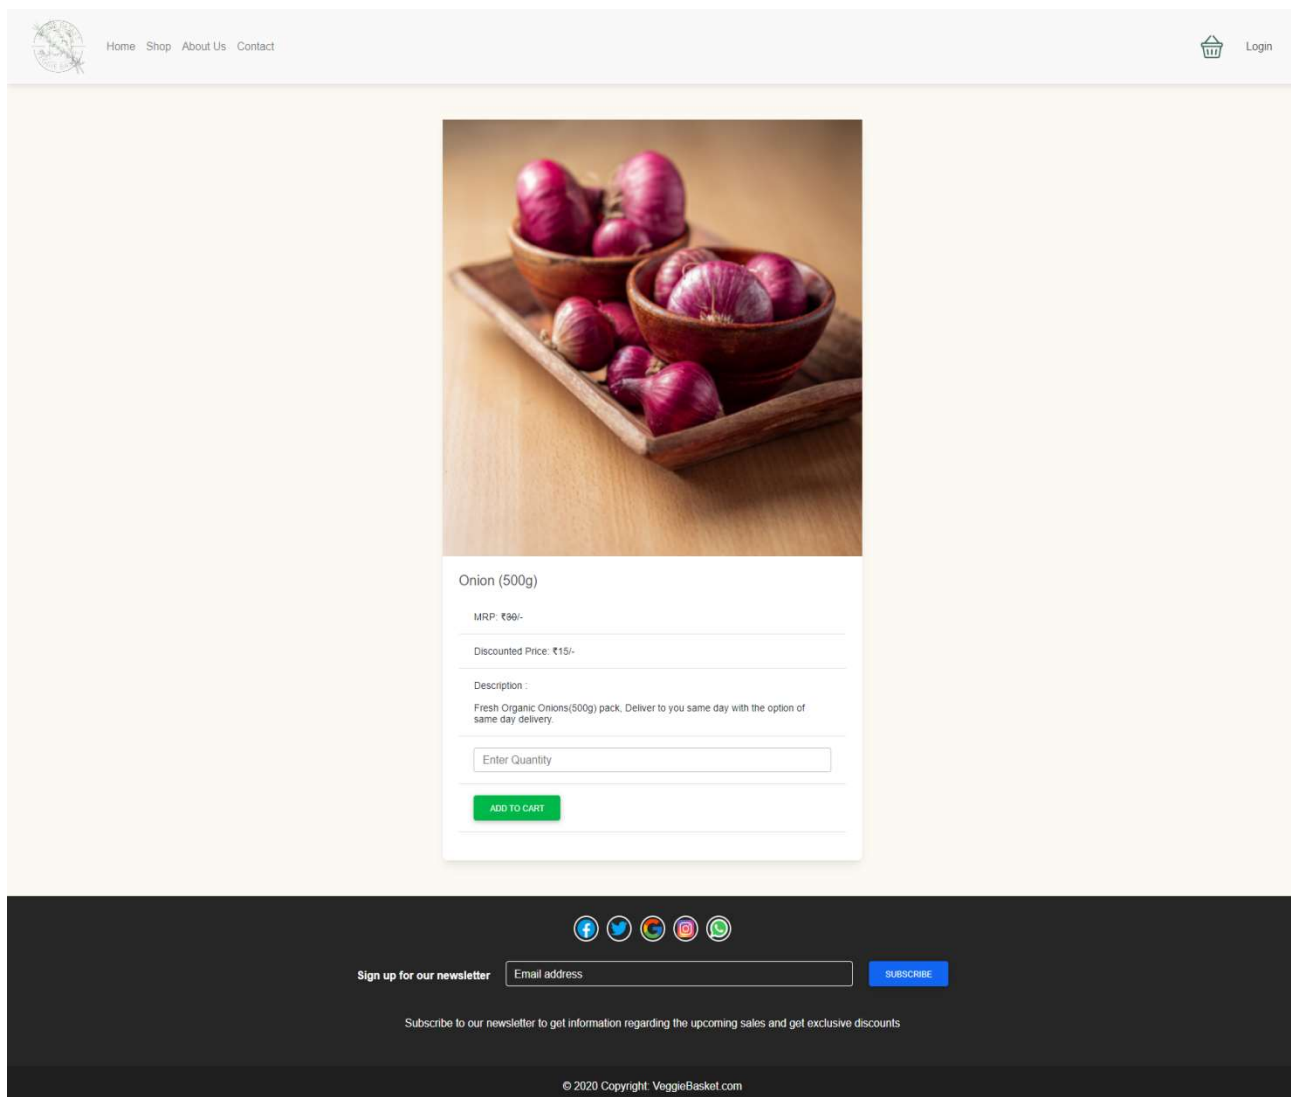 Home Shop About Us Contact
Login
Onion (500g)
MRP: ₹30/-
Discounted Price: ₹15/-
Description :
Fresh Organic Onions(500g) pack, Deliver to you same day with the option of
same day delivery.
Enter Quantity
ADD TO CART
Sign up for our newsletter
Email address
SUBSCRIBE
Subscribe to our newsletter to get information regarding the upcoming sales and get exclusive discounts
© 2020 Copyright: VeggieBasket.com